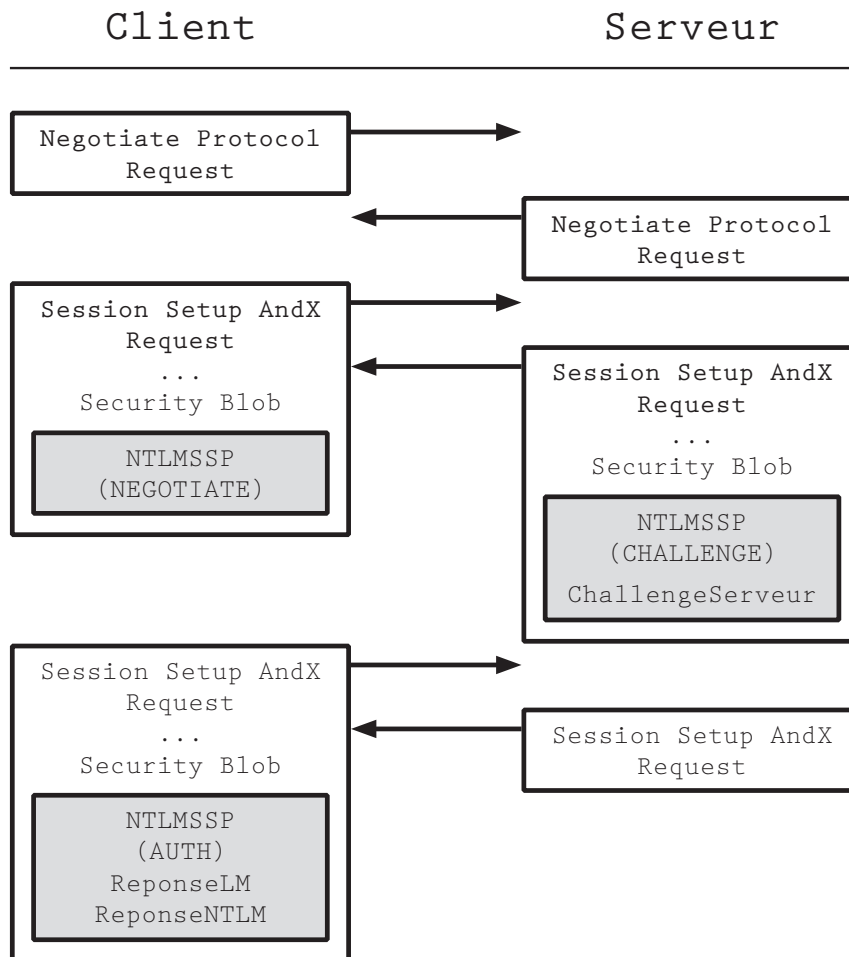 Client
Serveur
Negotiate Protocol
Request
Negotiate Protocol
Request
Session Setup AndX
Request
...
Security Blob
NTLMSSP
(NEGOTIATE)
Session Setup AndX
Request
...
Security Blob
NTLMSSP
(CHALLENGE)
ChallengeServeur
Session Setup AndX
Request
...
Security Blob
NTLMSSP
(AUTH)
ReponseLM
ReponseNTLM
Session Setup AndX
Request